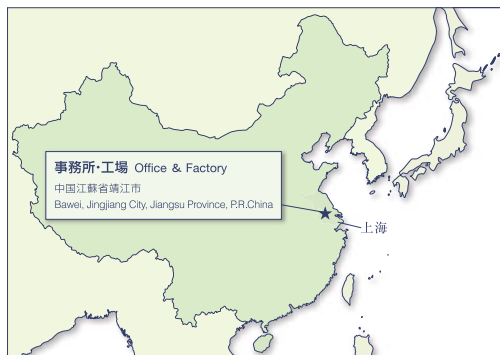 事務所・工場 Office & Factory
中国江蘇省靖江市
Bawei, Jingjiang City, Jiangsu Province, P.R.China
上海